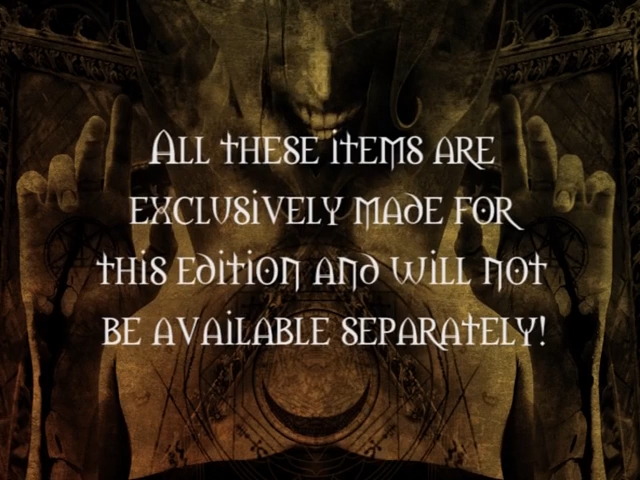 All these items are
exclusively made for
this edition and will not
be available separately!